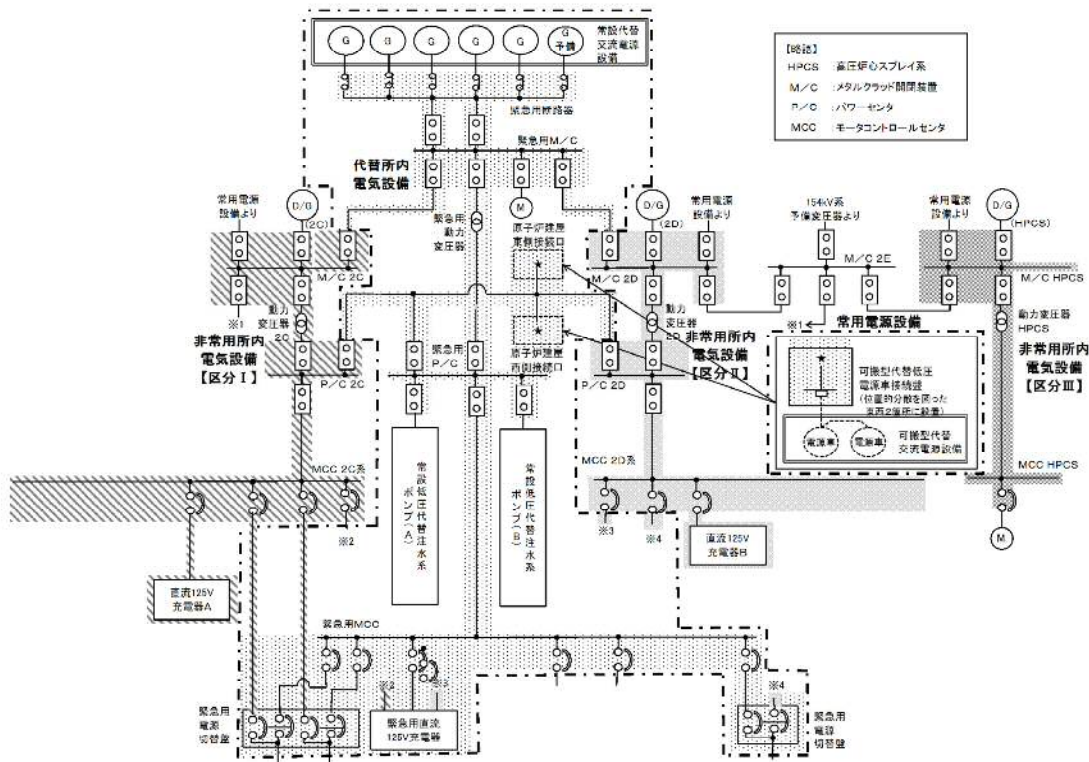 G
G
G
G
G
G
予備
常設代替
交流電源
設備
【略語】
HPCS :高圧炉心スプレイ系
M/C :メタルクラッド開閉装置
P/C :パワーセンタ
MCC :モータコントロールセンタ
緊急用断路器
緊急用M/C
代替所内
電気設備
M
常用電源
設備より
D/G
(2C)
緊急用
動力
変圧器
原子炉建屋
東側接続口
D/G
(2D)
常用電源
設備より
154kV系
予備変圧器より
常用電源
設備より
D/G
(HPCS)
M/C 2C
M/C 2D
M/C 2E
M/C HPCS
※1
動力
変圧器
2C
動力
変圧器
2D
※1
常用電源設備
動力変圧器
HPCS
非常用所内
電気設備
【区分Ⅰ】
緊急用
P/C
原子炉建屋
西側接続口
非常用所内
電気設備
【区分Ⅱ】
非常用所内
電気設備
【区分Ⅲ】
P/C 2C
P/C 2D
可搬型代替低圧
電源車接続盤
(位置的分散を図った
東西2箇所に設置)
電源車
電源車
可搬型代替
交流電源設備
MCC 2C系
常設低圧代替注水系
ポンプ(A)
常設低圧代替注水系
ポンプ(B)
MCC 2D系
MCC HPCS
※2
※3
※4
M
直流125V
充電器A
直流125V
充電器B
緊急用MCC
※2
※3
※4
緊急用
電源
切替盤
緊急用直流
125V充電器
緊急用
電源
切替盤